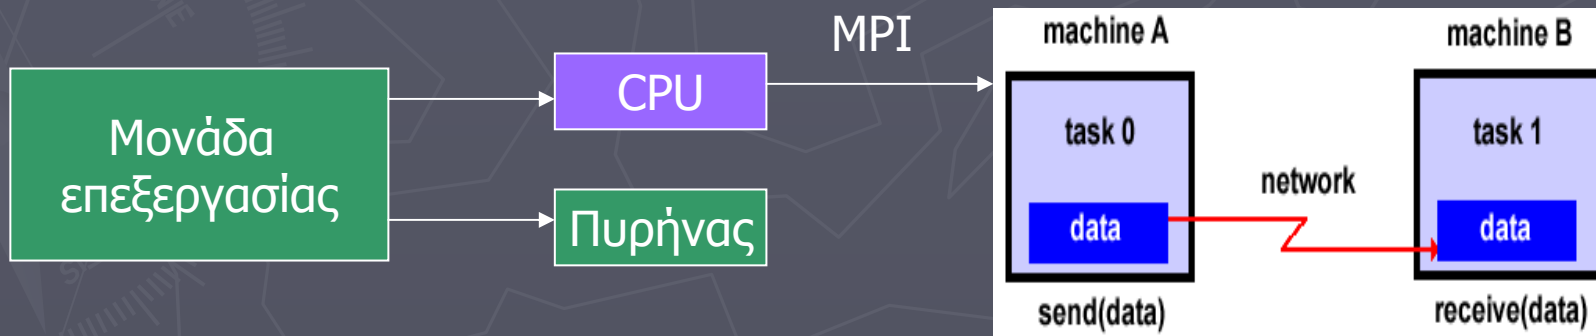 Μονάδα
επεξεργασίας
CPU
Πυρήνας
MPI
machine A
task 0
data
send(data)
network
machine B
task 1
data
receive(data)